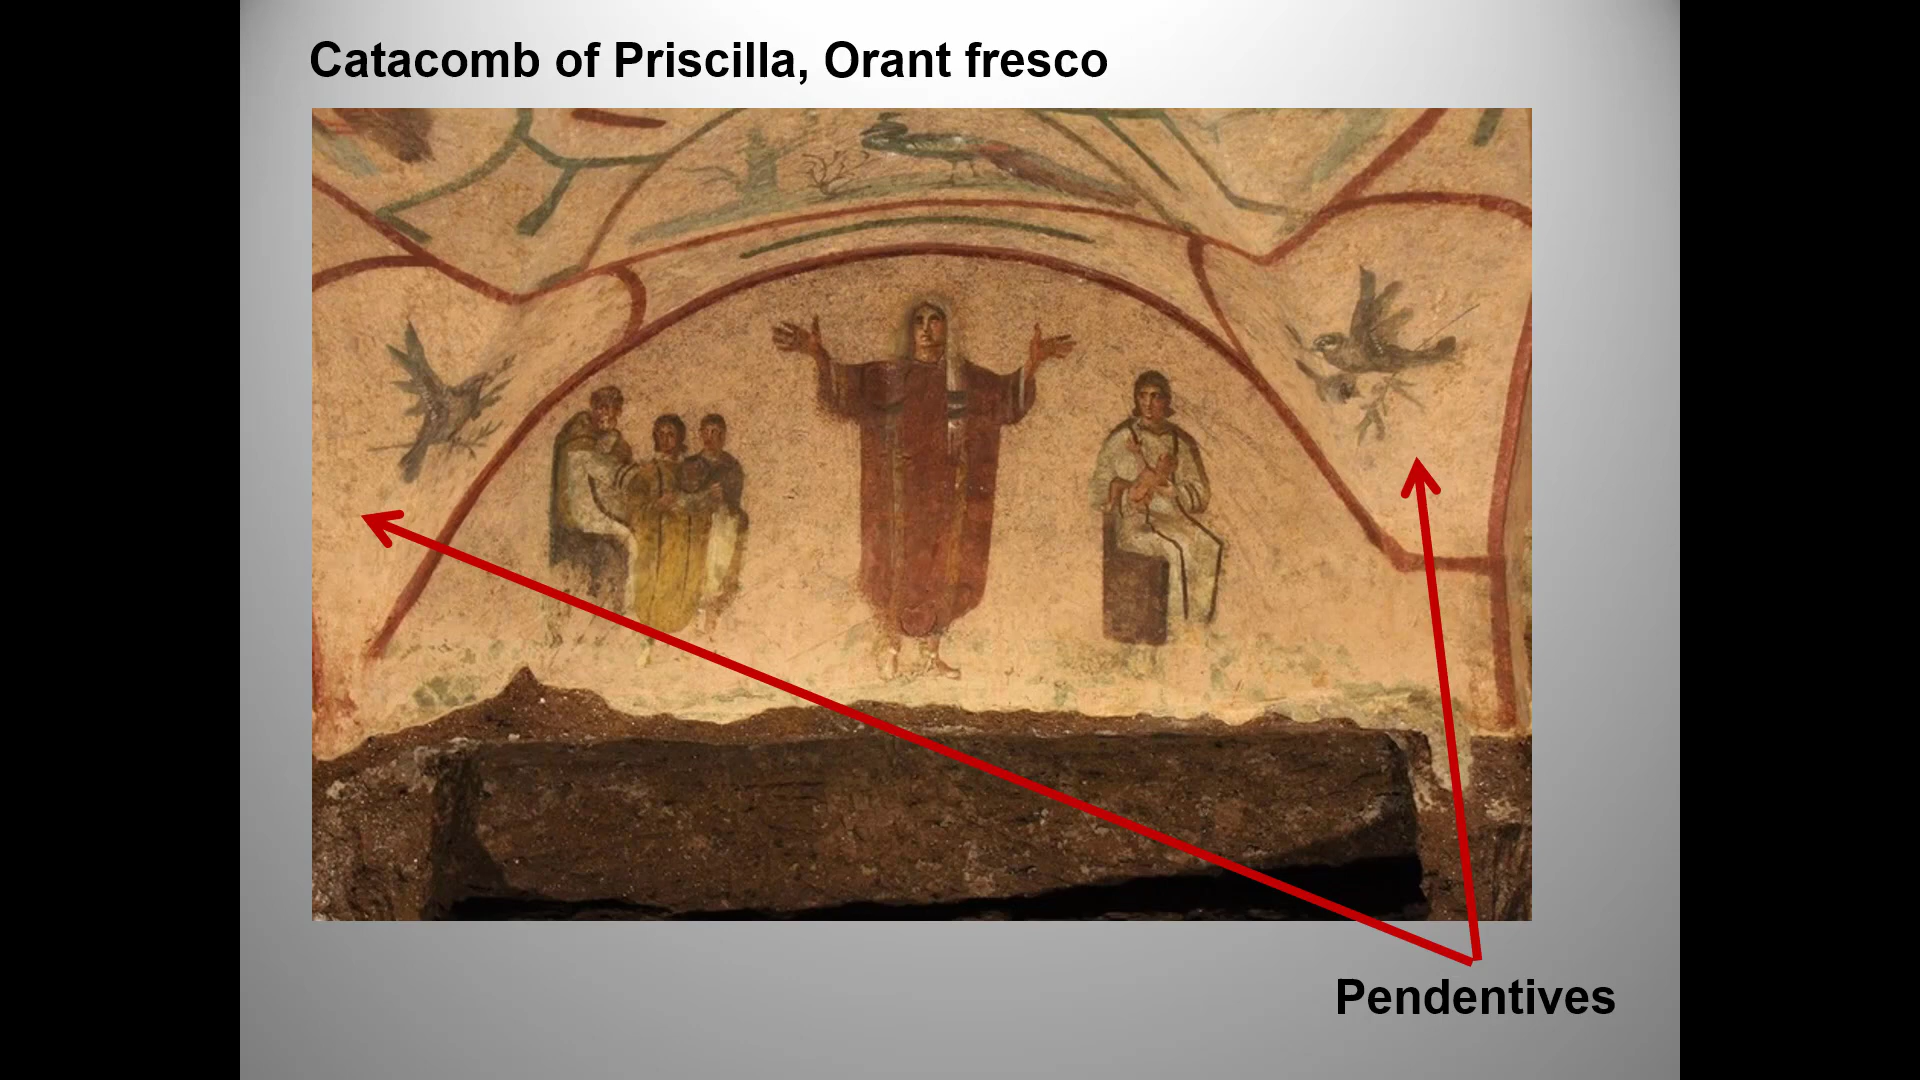 Catacomb of Priscilla, Orant fresco
Pendentives